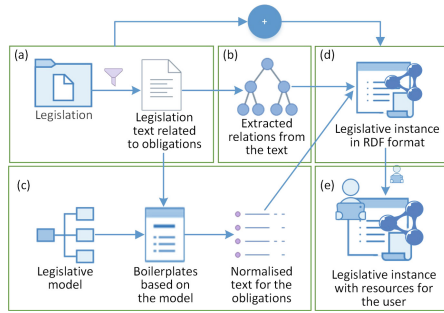 +
(a)
Legislation
Legislation
text related
to obligations
(b)
Extracted
relations from
the text
(d)
Legislative instance
in RDF format
(c)
Legislative
model
Boilerplates
based on
the model
Normalised
text for the
obligations
(e)
Legislative instance
with resources for
the user